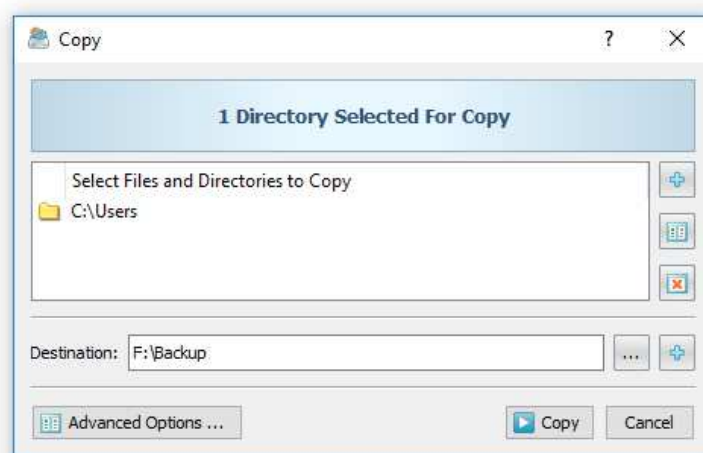 Copy
?
1 Directory Selected For Copy
Select Files and Directories to Copy
C:\Users
Destination: F:\Backup ...
Advanced Options ... Copy Cancel